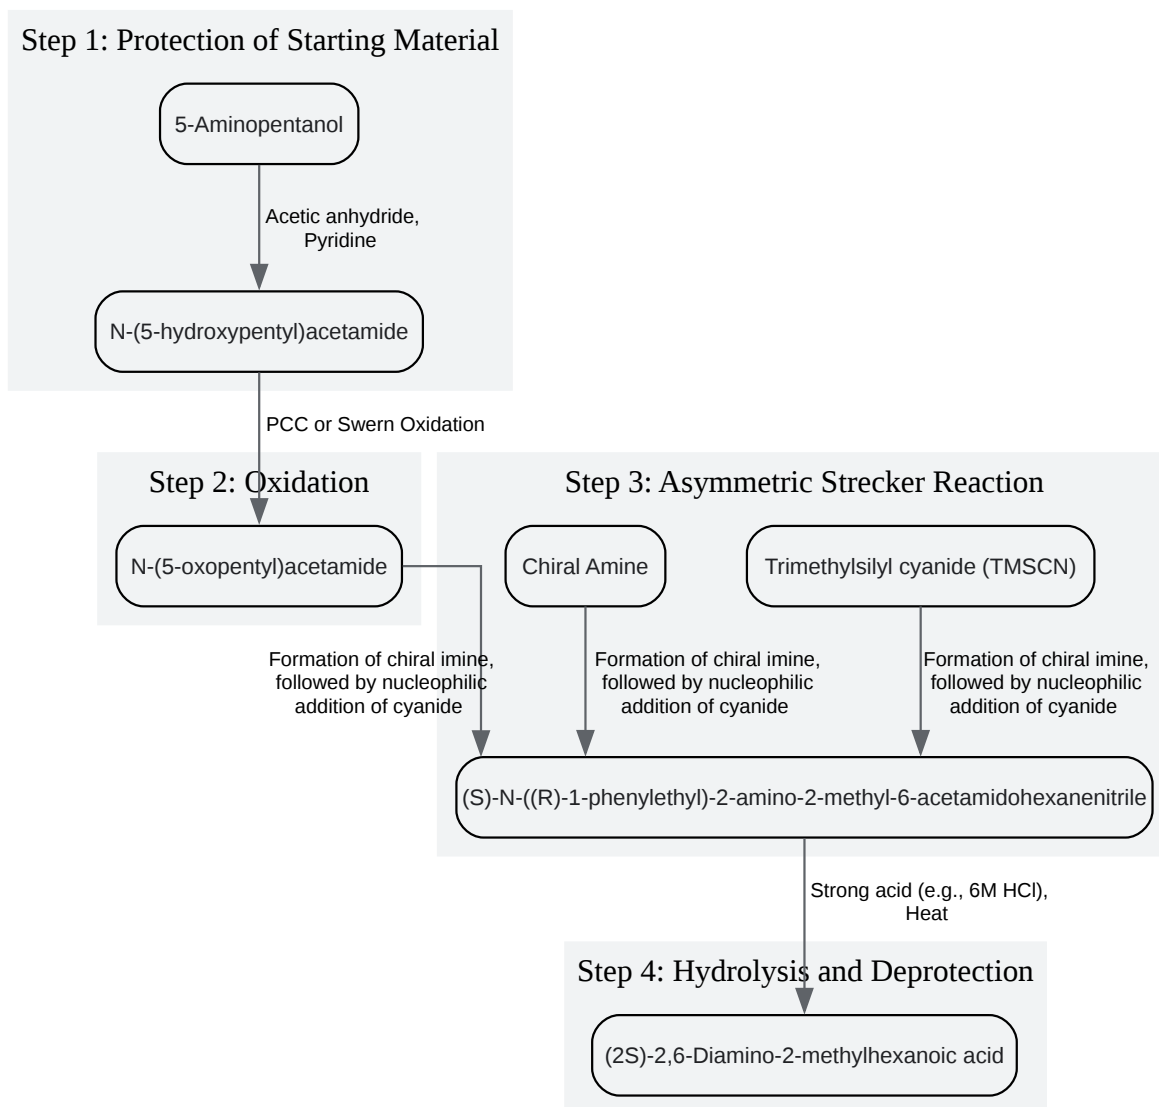 Step 1: Protection of Starting Material
5-Aminopentanol
Acetic anhydride,
Pyridine
N-(5-hydroxypentyl)acetamide
PCC or Swern Oxidation
Step 2: Oxidation
N-(5-oxopentyl)acetamide
Step 3: Asymmetric Strecker Reaction
Chiral Amine
Trimethylsilyl cyanide (TMSCN)
Formation of chiral imine,
followed by nucleophilic
addition of cyanide
Formation of chiral imine,
followed by nucleophilic
addition of cyanide
Formation of chiral imine,
followed by nucleophilic
addition of cyanide
(S)-N-((R)-1-phenylethyl)-2-amino-2-methyl-6-acetamidohexanenitrile
Strong acid (e.g., 6M HCl),
Heat
Step 4: Hydrolysis and Deprotection
(2S)-2,6-Diamino-2-methylhexanoic acid